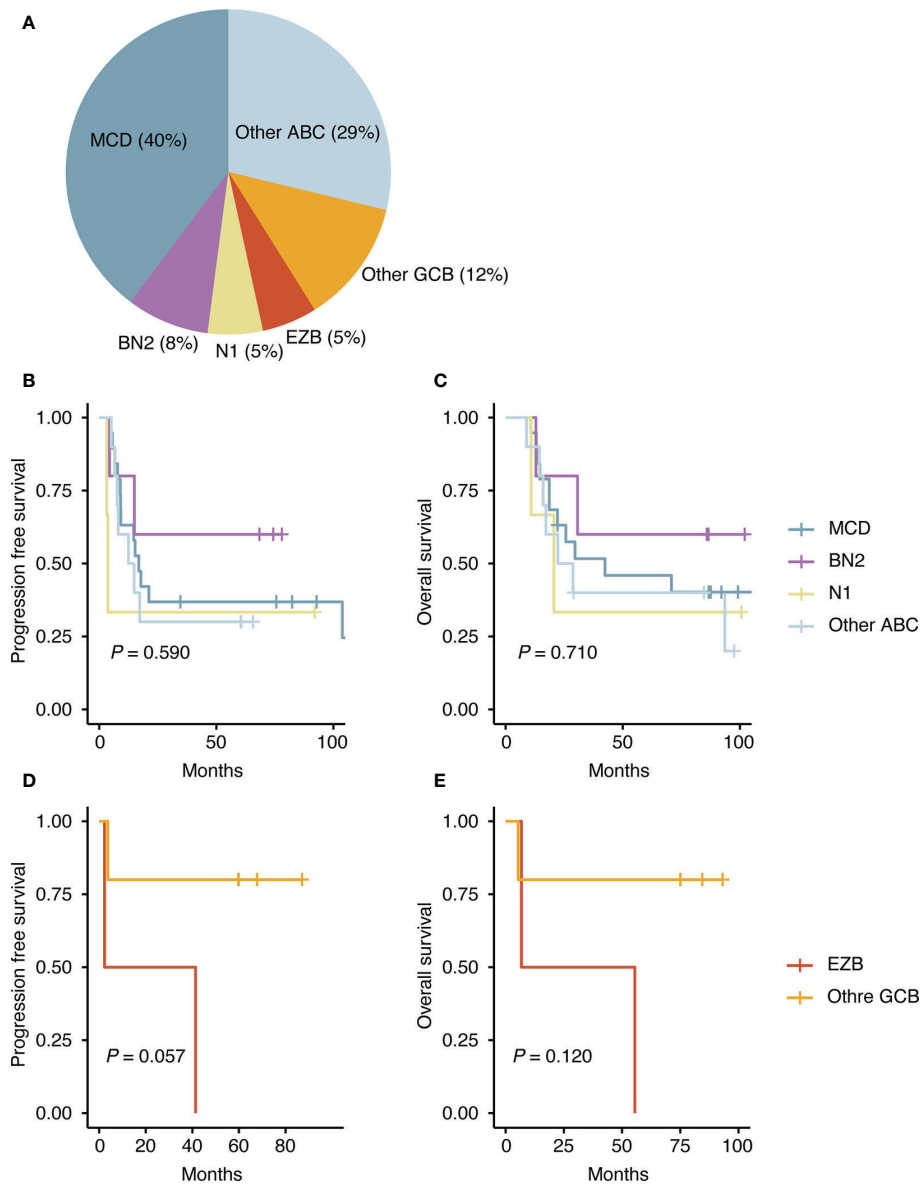 A
MCD (40%)
Other ABC (29%)
Other GCB (12%)
EZB (5%)
N1 (5%)
BN2 (8%)
B
Progression free survival
1.00
0.75
0.50
0.25
0.00
P = 0.590
0 50 100
Months
C
Overall survival
1.00
0.75
0.50
0.25
0.00
P = 0.710
0 50 100
Months
MCD
BN2
N1
Other ABC
D
Progression free survival
1.00
0.75
0.50
0.25
0.00
P = 0.057
0 20 40 60 80
Months
E
Overall survival
1.00
0.75
0.50
0.25
0.00
P = 0.120
0 25 50 75 100
Months
EZB
Othre GCB